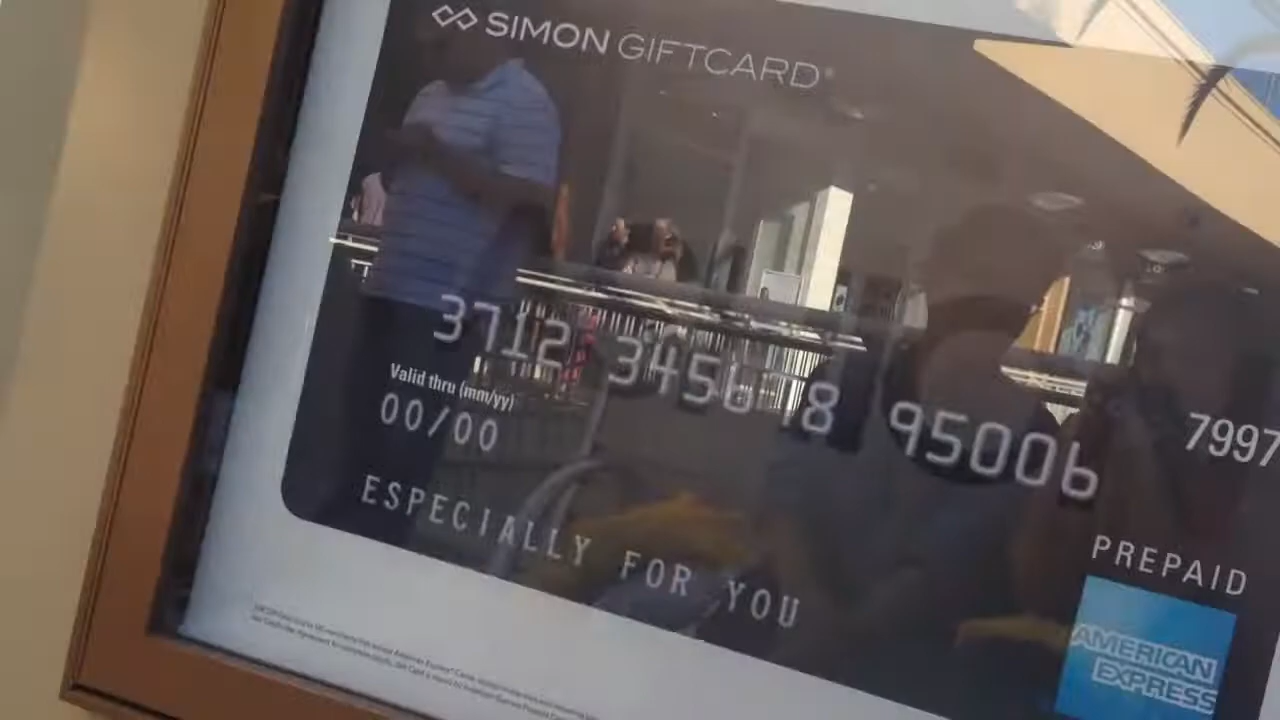 SIMON GIFTCARD®
3712 345678 95006
7997
Valid thru (mm/yy)
00/00
ESPECIALLY FOR YOU
PREPAID
AMERICAN
EXPRESS